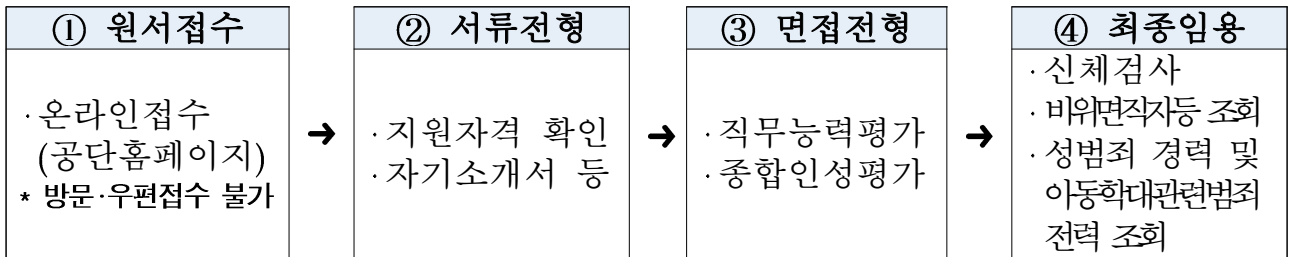 ① 원서접수
·온라인접수
(공단홈페이지)
* 방문·우편접수 불가
➔
② 서류전형
·지원자격 확인
·자기소개서 등
➔
③ 면접전형
·직무능력평가
·종합인성평가
➔
④ 최종임용
·신체검사
·비위면직자등 조회
·성범죄 경력 및
아동학대관련범죄
전력 조회